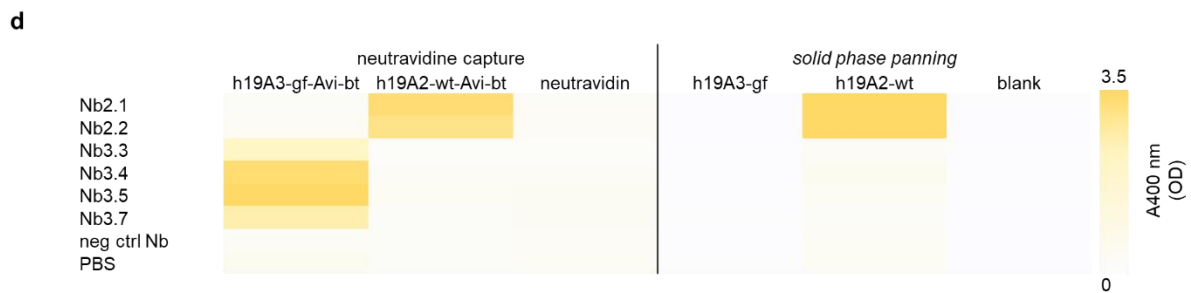 d
neutravidine capture
solid phase panning
h19A3-gf-Avi-bt h19A2-wt-Avi-bt neutravidin h19A3-gf h19A2-wt blank
3.5
Nb2.1
Nb2.2
Nb3.3
Nb3.4
Nb3.5
Nb3.7
neg ctrl Nb
PBS
A400 nm
(OD)
0